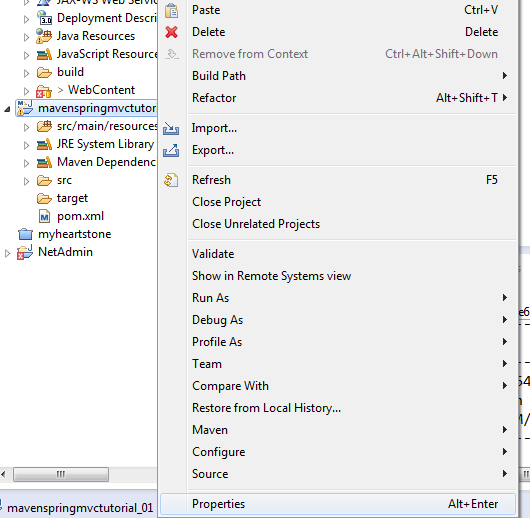 JAX-WS Web Serv
Deployment Descri
Java Resources
JavaScript Resource
build
> WebContent
mavenspringmvctutor
src/main/resources
JRE System Library
Maven Dependenc
src
target
pom.xml
myheartstone
NetAdmin
Paste Ctrl+V
Delete Delete
Remove from Context Ctrl+Alt+Shift+Down
Build Path
Refactor Alt+Shift+T
Import...
Export...
Refresh F5
Close Project
Close Unrelated Projects
Validate
Show in Remote Systems view
Run As
Debug As
Profile As
Team
Compare With
Restore from Local History...
Maven
Configure
Source
Properties Alt+Enter
e6
54
n
M/
mavenspringmvctutorial_01